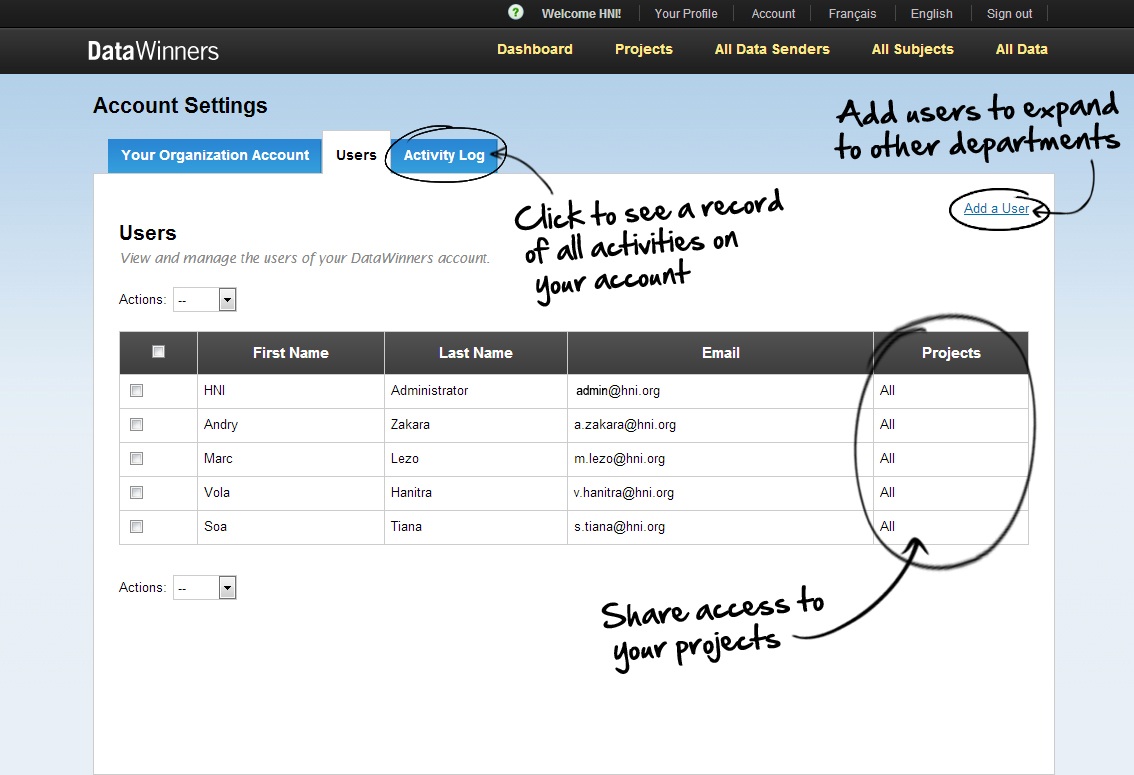 ? Welcome HNI! Your Profile Account Français English Sign out
DataWinners Dashboard Projects All Data Senders All Subjects All Data
Account Settings
Add users to expand
to other departments
Your Organization Account Users Activity Log
Click to see a record
of all activities on
your account
Add a User
Users
View and manage the users of your DataWinners account.
Actions: --
First Name Last Name Email Projects
HNI Administrator admin@hni.org All
Andry Zakara a.zakara@hni.org All
Marc Lezo m.lezo@hni.org All
Vola Hanitra v.hanitra@hni.org All
Soa Tiana s.tiana@hni.org All
Actions: --
Share access to
your projects